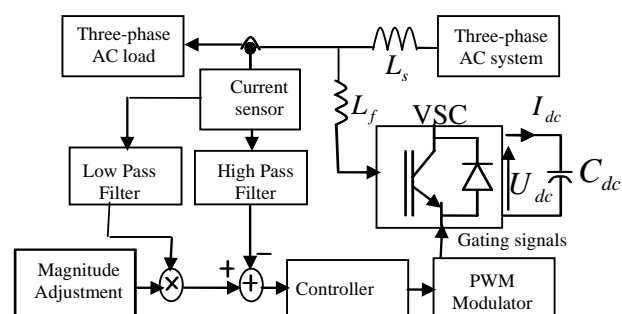 Three-phase
AC load
Three-phase
AC system
L_s
Current
sensor
L_f
VSC
I_dc
Low Pass
Filter
High Pass
Filter
U_dc
C_dc
Gating signals
Magnitude
Adjustment
×
+
−
+
Controller
PWM
Modulator